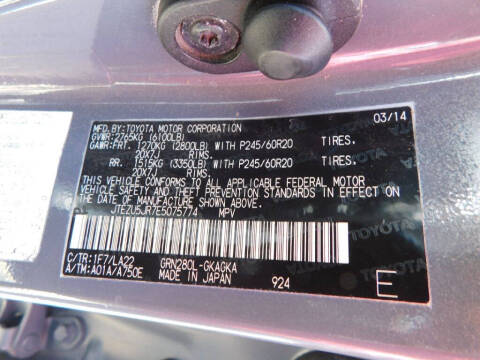 MFD.BY:TOYOTA MOTOR CORPORATION 03/14
GVWR:2765KG (6100LB)
GAWR:FRT. 1270KG (2800LB) WITH P245/60R20 TIRES,
20X7J RIMS.
RR. 1515KG (3350LB) WITH P245/60R20 TIRES,
20X7J RIMS.
THIS VEHICLE CONFORMS TO ALL APPLICABLE FEDERAL MOTOR
VEHICLE SAFETY AND THEFT PREVENTION STANDARDS IN EFFECT ON
THE DATE OF MANUFACTURE SHOWN ABOVE.
JTEZU5JR7E5075774 MPV
C/TR:1F7/LA22 GRN280L-GKAGKA
A/TM:A01A/A750E MADE IN JAPAN 924
E